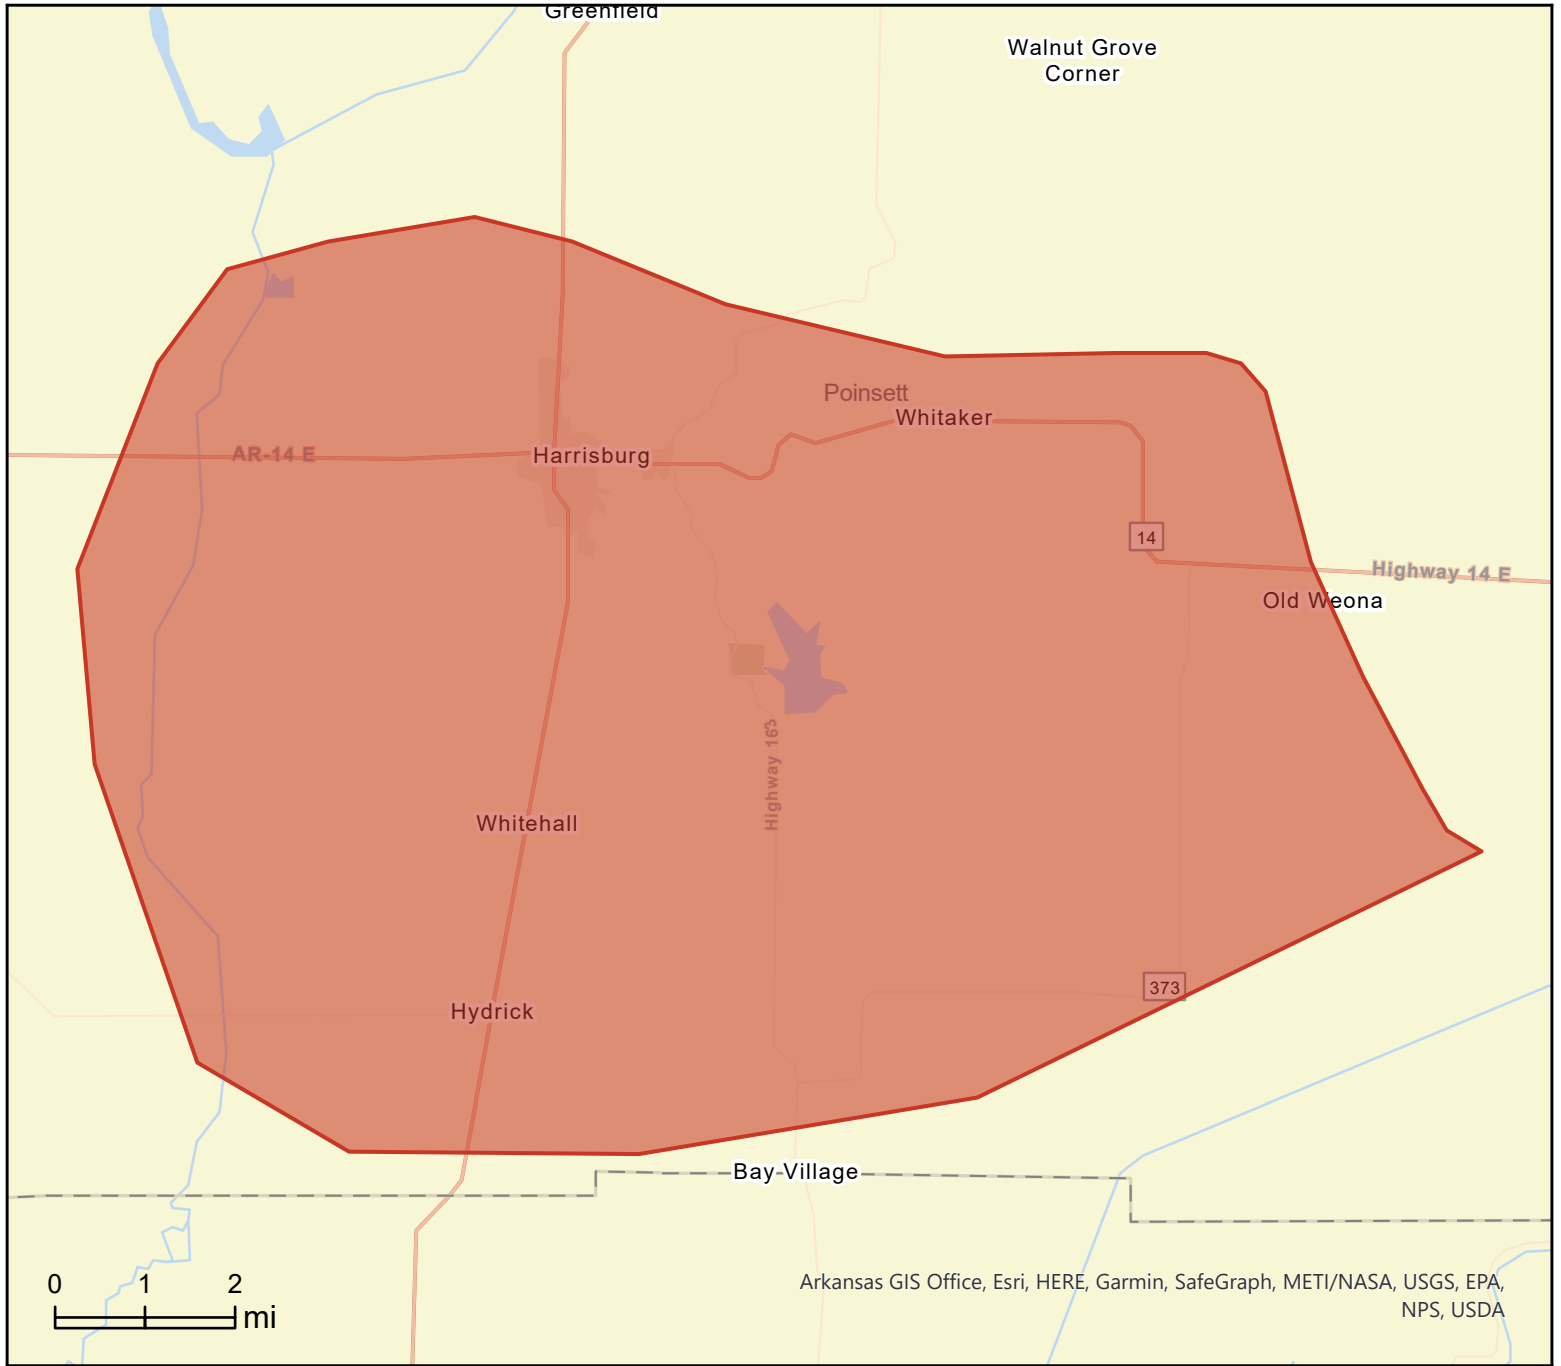 Greenfield
Walnut Grove
Corner
Poinsett
Whitaker
AR-14 E
Harrisburg
14
Highway 14 E
Old Weona
Highway 163
Whitehall
373
Hydrick
Bay Village
0 1 2
mi
Arkansas GIS Office, Esri, HERE, Garmin, SafeGraph, METI/NASA, USGS, EPA,
NPS, USDA